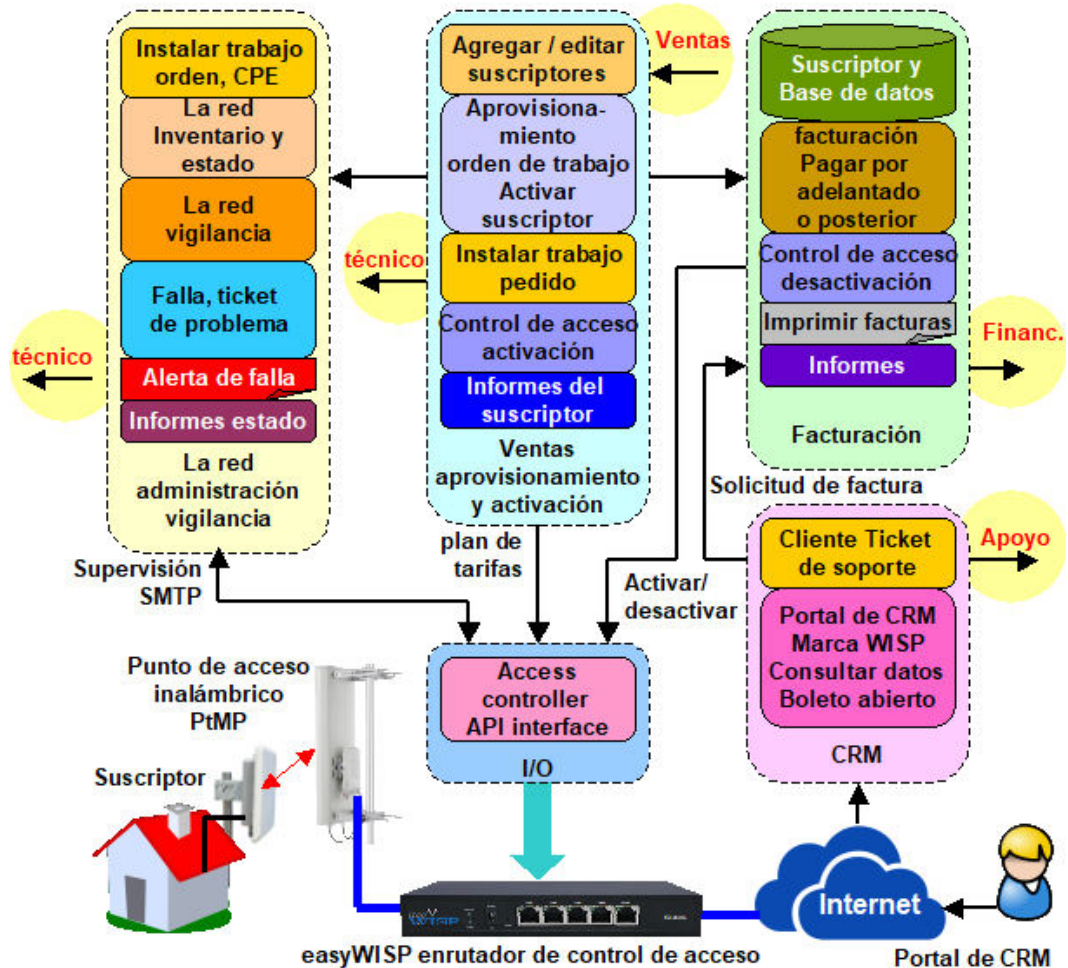 Instalar trabajo
orden, CPE
La red
Inventario y
estado
La red
vigilancia
Falla, ticket
de problema
Alerta de falla
Informes estado
La red
administración
vigilancia
técnico
Agregar / editar
suscriptores
Ventas
Aprovisiona-
miento
orden de trabajo
Activar
suscriptor
técnico
Instalar trabajo
pedido
Control de acceso
activación
Informes del
suscriptor
Ventas
aprovisionamiento
y activación
Suscriptor y
Base de datos
facturación
Pagar por
adelantado
o posterior
Control de acceso
desactivación
Imprimir facturas
Informes
Financ.
Facturación
Solicitud de factura
Supervisión
SMTP
plan de
tarifas
Activar/
desactivar
Cliente Ticket
de soporte
Apoyo
Portal de CRM
Marca WISP
Consultar datos
Boleto abierto
CRM
Access
controller
API interface
I/O
Punto de acceso
inalámbrico
PtMP
Suscriptor
Internet
easyWISP enrutador de control de acceso
Portal de CRM